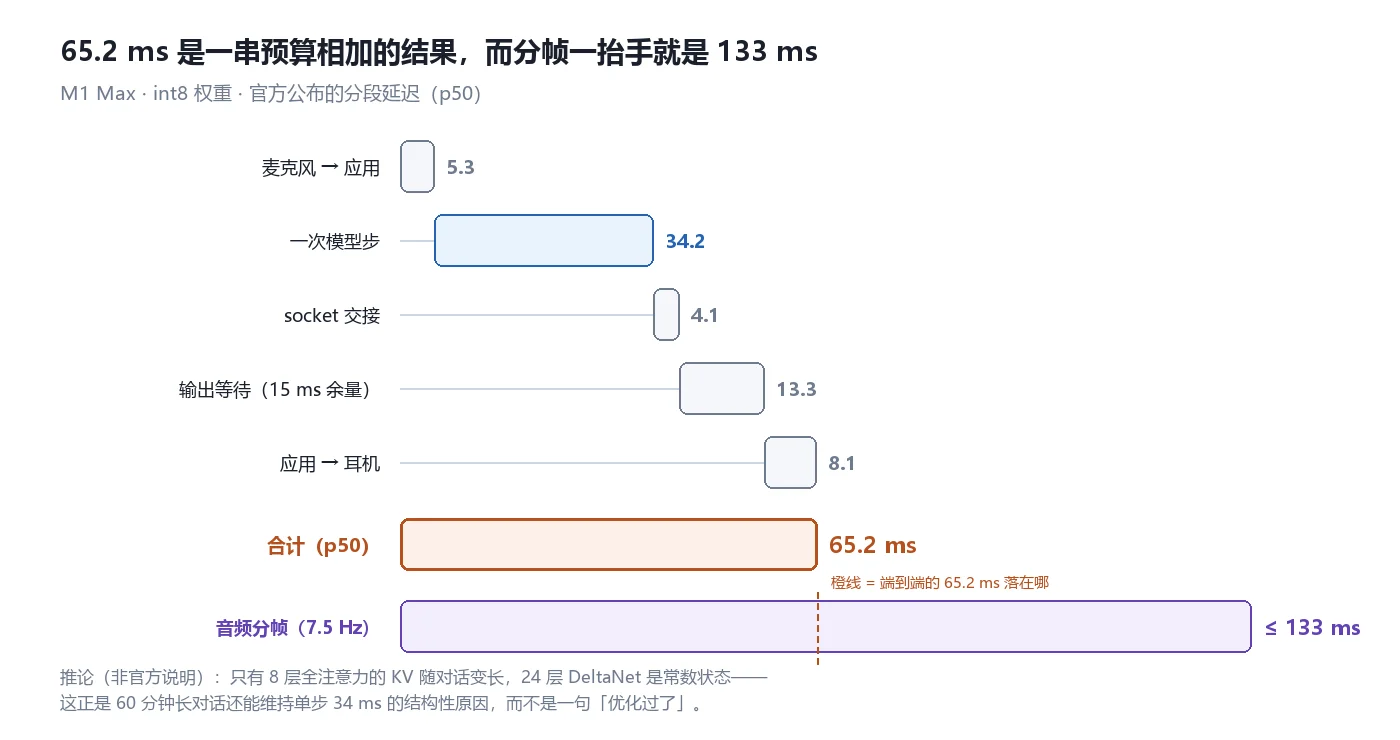 65.2 ms 是一串预算相加的结果，而分帧一抬手就是 133 ms
M1 Max · int8 权重 · 官方公布的分段延迟（p50）
麦克风 → 应用
5.3
一次模型步
34.2
socket 交接
4.1
输出等待（15 ms 余量）
13.3
应用 → 耳机
8.1
合计（p50）
65.2 ms
橙线 = 端到端的 65.2 ms 落在哪
音频分帧（7.5 Hz）
≤ 133 ms
推论（非官方说明）：只有 8 层全注意力的 KV 随对话变长，24 层 DeltaNet 是常数状态——
这正是 60 分钟长对话还能维持单步 34 ms 的结构性原因，而不是一句「优化过了」。